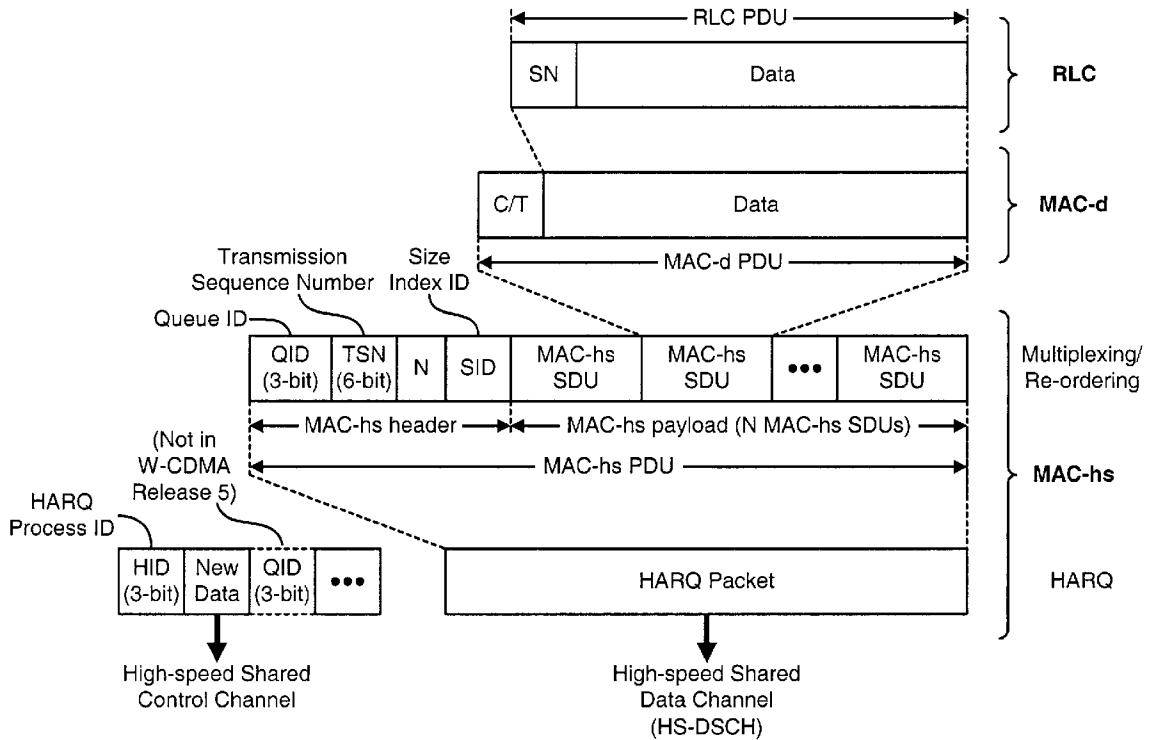 RLC PDU
SN
Data
RLC
C/T
Data
MAC-d
MAC-d PDU
Transmission
Sequence Number
Size
Index ID
Queue ID
QID
(3-bit)
TSN
(6-bit)
N
SID
MAC-hs
SDU
MAC-hs
SDU
•••
MAC-hs
SDU
Multiplexing/
Re-ordering
MAC-hs header
MAC-hs payload (N MAC-hs SDUs)
MAC-hs PDU
MAC-hs
(Not in
W-CDMA
Release 5)
HARQ
Process ID
HID
(3-bit)
New
Data
QID
(3-bit)
•••
HARQ Packet
HARQ
High-speed Shared
Control Channel
High-speed Shared
Data Channel
(HS-DSCH)